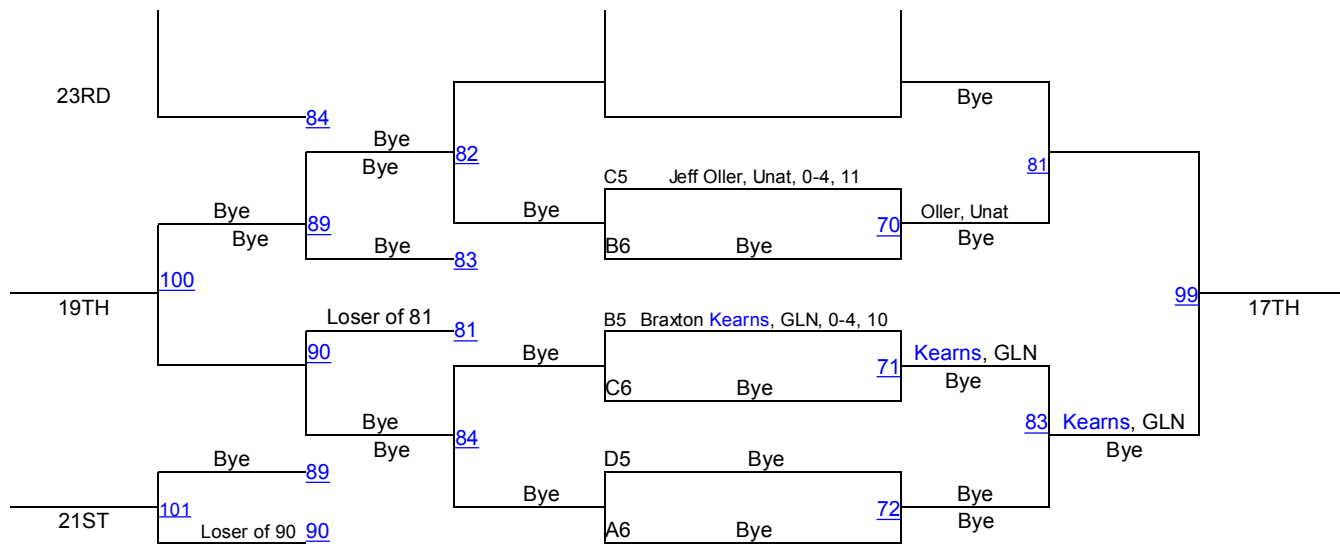 23RD
Bye
84
Bye
82
81
Bye
C5 Jeff Oller, Unat, 0-4, 11
Bye
Bye
89
70
Oller, Unat
Bye
Bye
B6 Bye
Bye
83
100
99
19TH
17TH
Loser of 81
81
B5 Braxton Kearns, GLN, 0-4, 10
90
Bye
71
Kearns, GLN
Bye
C6 Bye
Bye
84
83
Kearns, GLN
Bye
Bye
Bye
89
D5 Bye
Bye
72
Bye
101
21ST
Bye
Loser of 90
90
A6 Bye